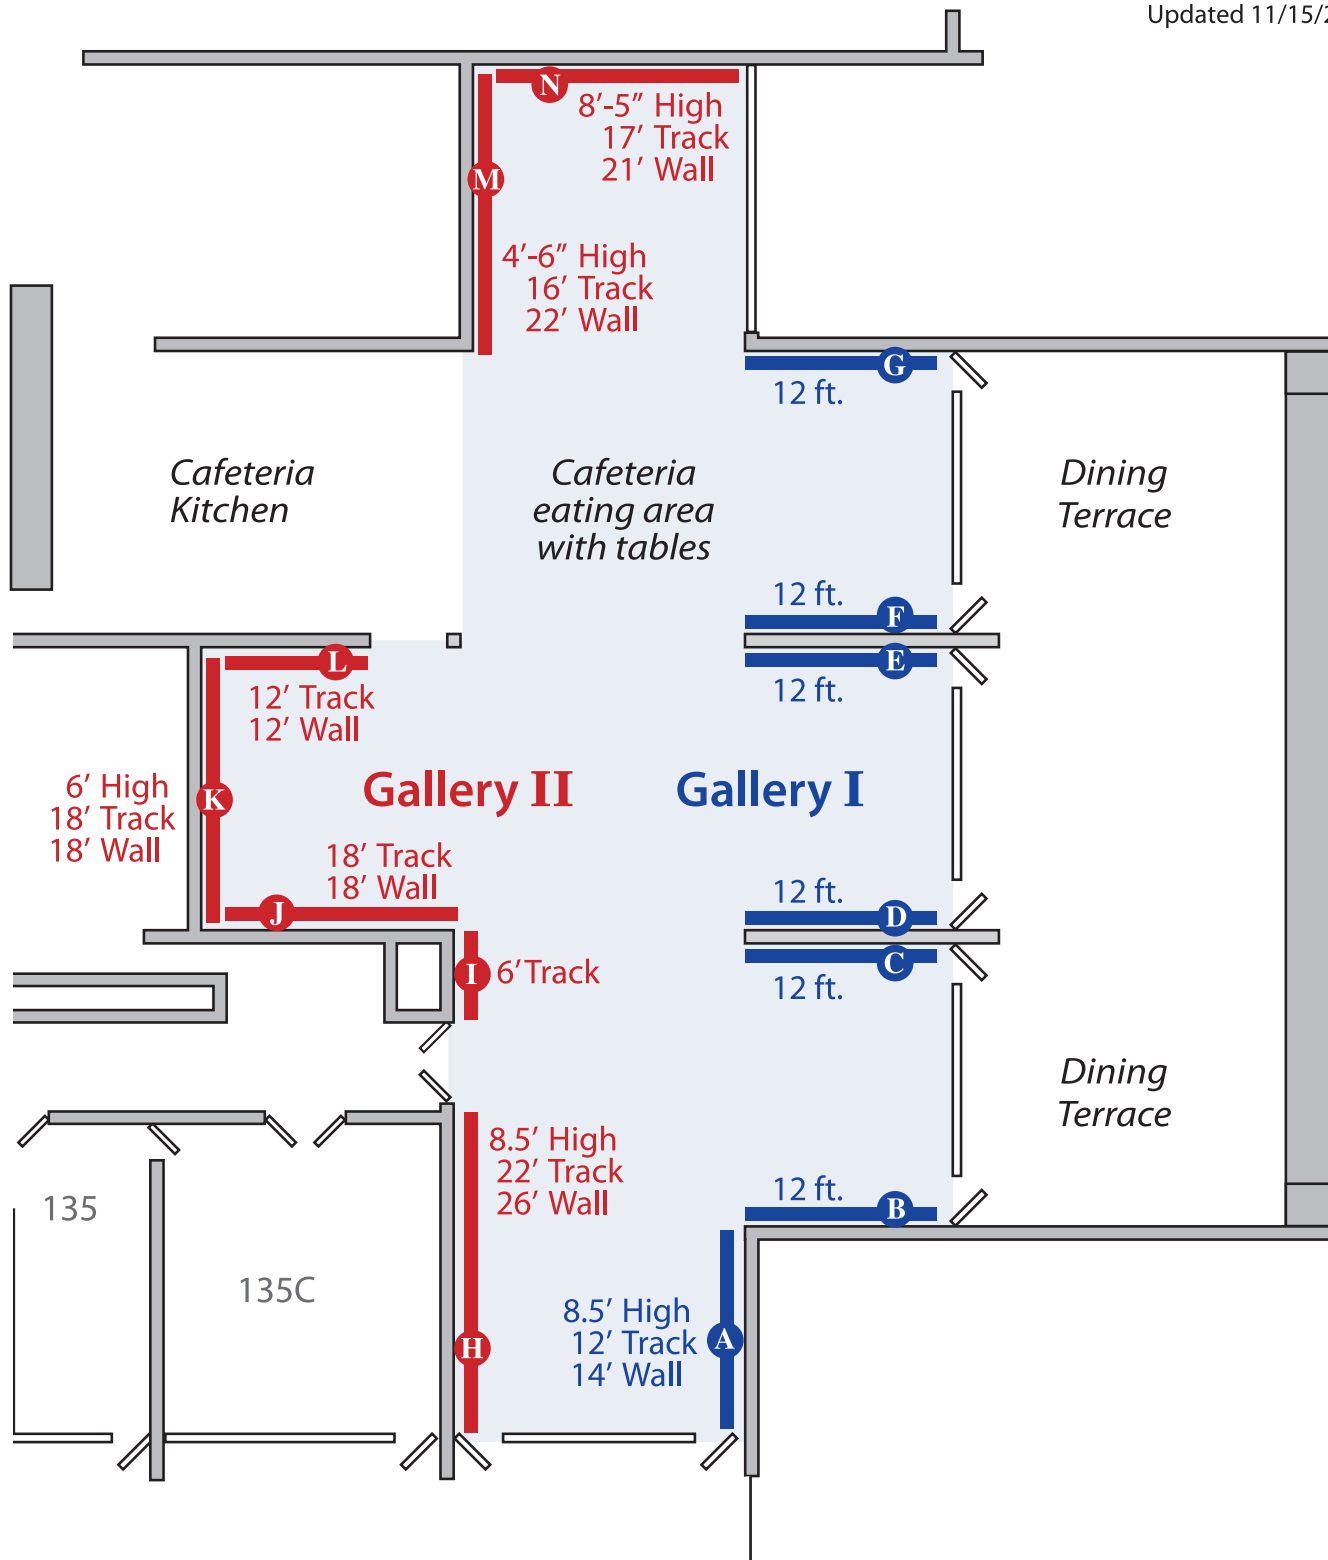 Updated 11/15/2
N
8’-5” High
17’ Track
21’ Wall
M
4’-6” High
16’ Track
22’ Wall
G
12 ft.
Cafeteria
Kitchen
Cafeteria
eating area
with tables
Dining
Terrace
12 ft.
F
L
E
12’ Track
12’ Wall
12 ft.
6’ High
18’ Track
18’ Wall
K
Gallery II
Gallery I
18’ Track
18’ Wall
J
12 ft.
D
I
6’ Track
C
12 ft.
Dining
Terrace
8.5’ High
22’ Track
26’ Wall
12 ft.
B
135
135C
8.5’ High
12’ Track
14’ Wall
A
H